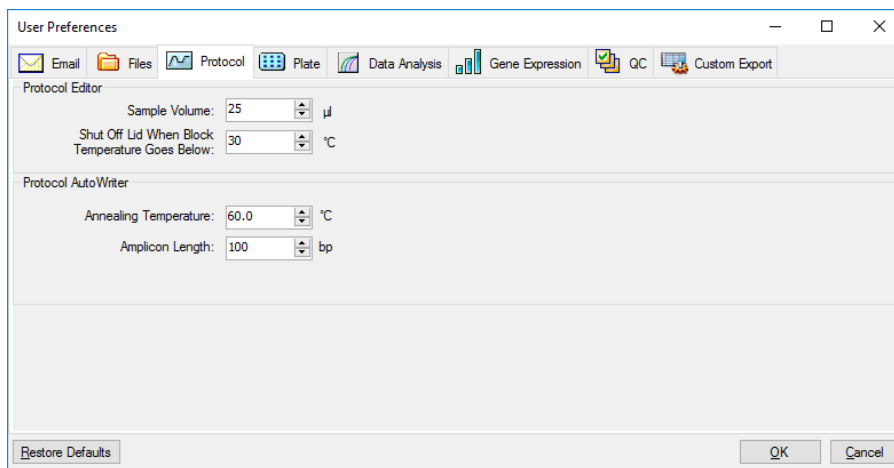 User Preferences
Email Files Protocol Plate Data Analysis Gene Expression QC Custom Export
Protocol Editor
Sample Volume: 25 µl
Shut Off Lid When Block
Temperature Goes Below: 30 °C
Protocol AutoWriter
Annealing Temperature: 60.0 °C
Amplicon Length: 100 bp
Restore Defaults OK Cancel